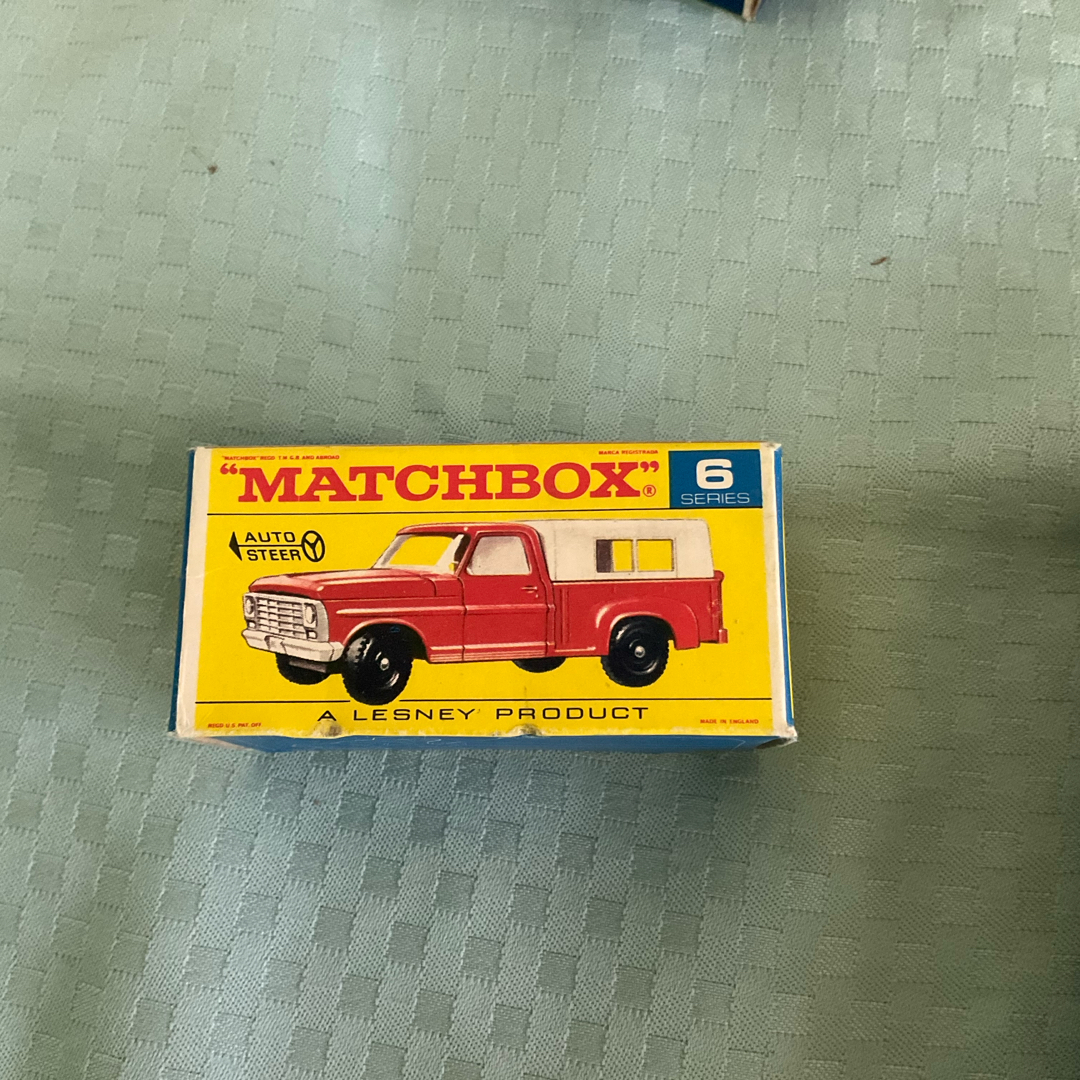 "MATCHBOX" REGD T.M. G.B. AND ABROAD
MARCA REGISTRADA
"MATCHBOX"®
6
SERIES
AUTO
STEER
A LESNEY PRODUCT
REGD U.S. PAT. OFF.
MADE IN ENGLAND